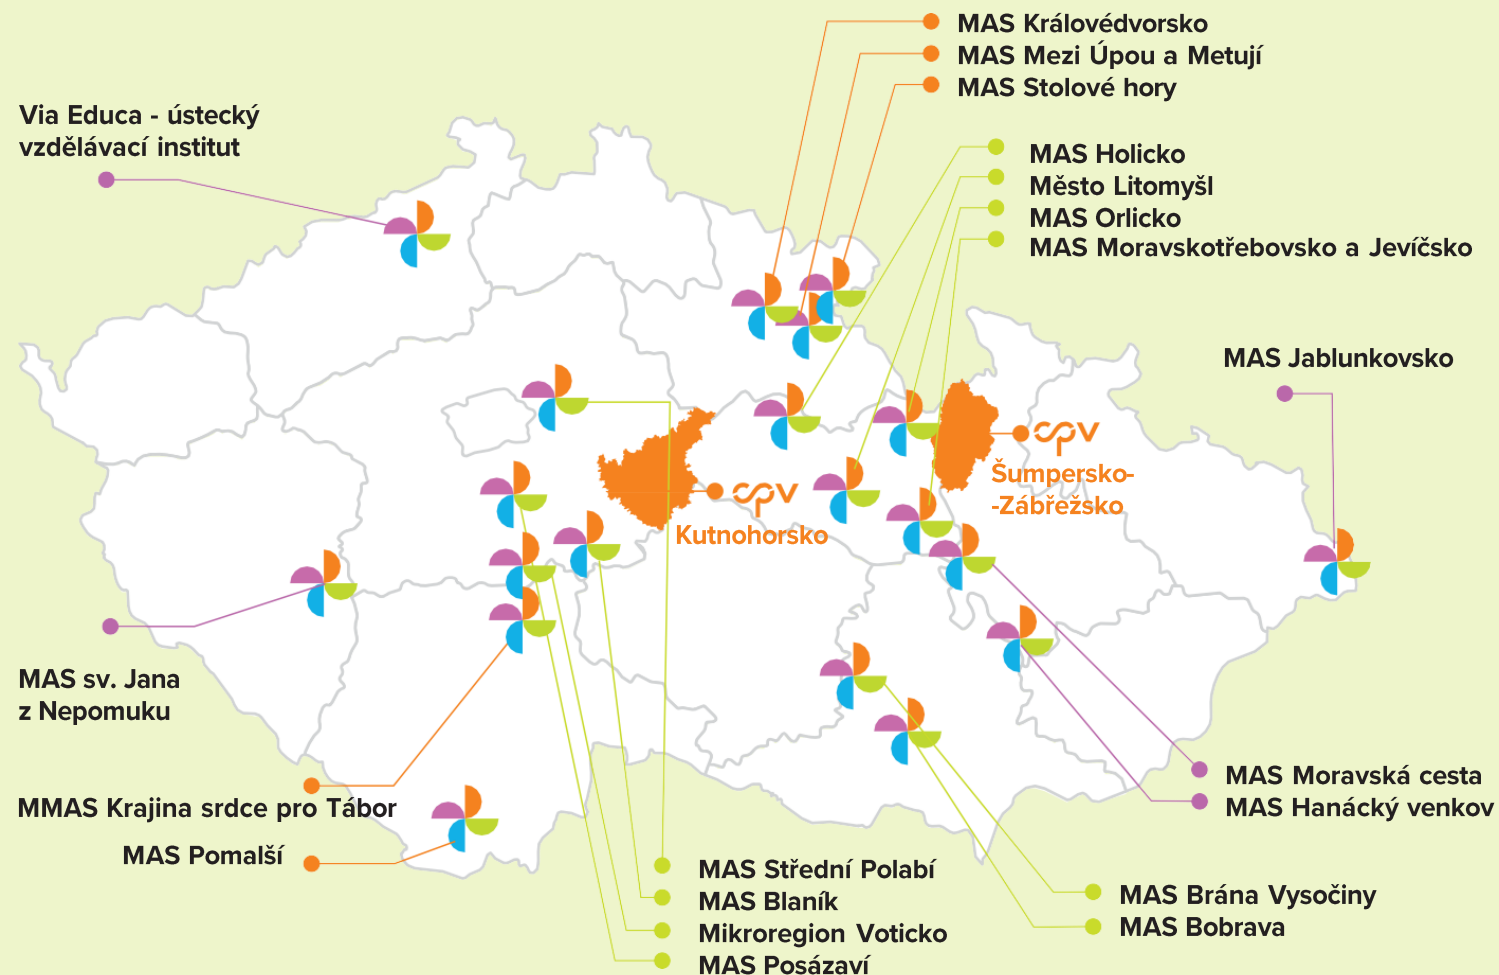 MAS Královédvorsko
MAS Mezi Úpou a Metují
MAS Stolové hory
Via Educa - ústecký
vzdělávací institut
MAS Holicko
Město Litomyšl
MAS Orlicko
MAS Moravskotřebovsko a Jevíčsko
MAS Jablunkovsko
cpv
Šumpersko-
-Zábřežsko
cpv
Kutnohorsko
MAS sv. Jana
z Nepomuku
MMAS Krajina srdce pro Tábor
MAS Pomalší
MAS Moravská cesta
MAS Hanácký venkov
MAS Střední Polabí
MAS Blaník
Mikroregion Voticko
MAS Posázaví
MAS Brána Vysočiny
MAS Bobrava